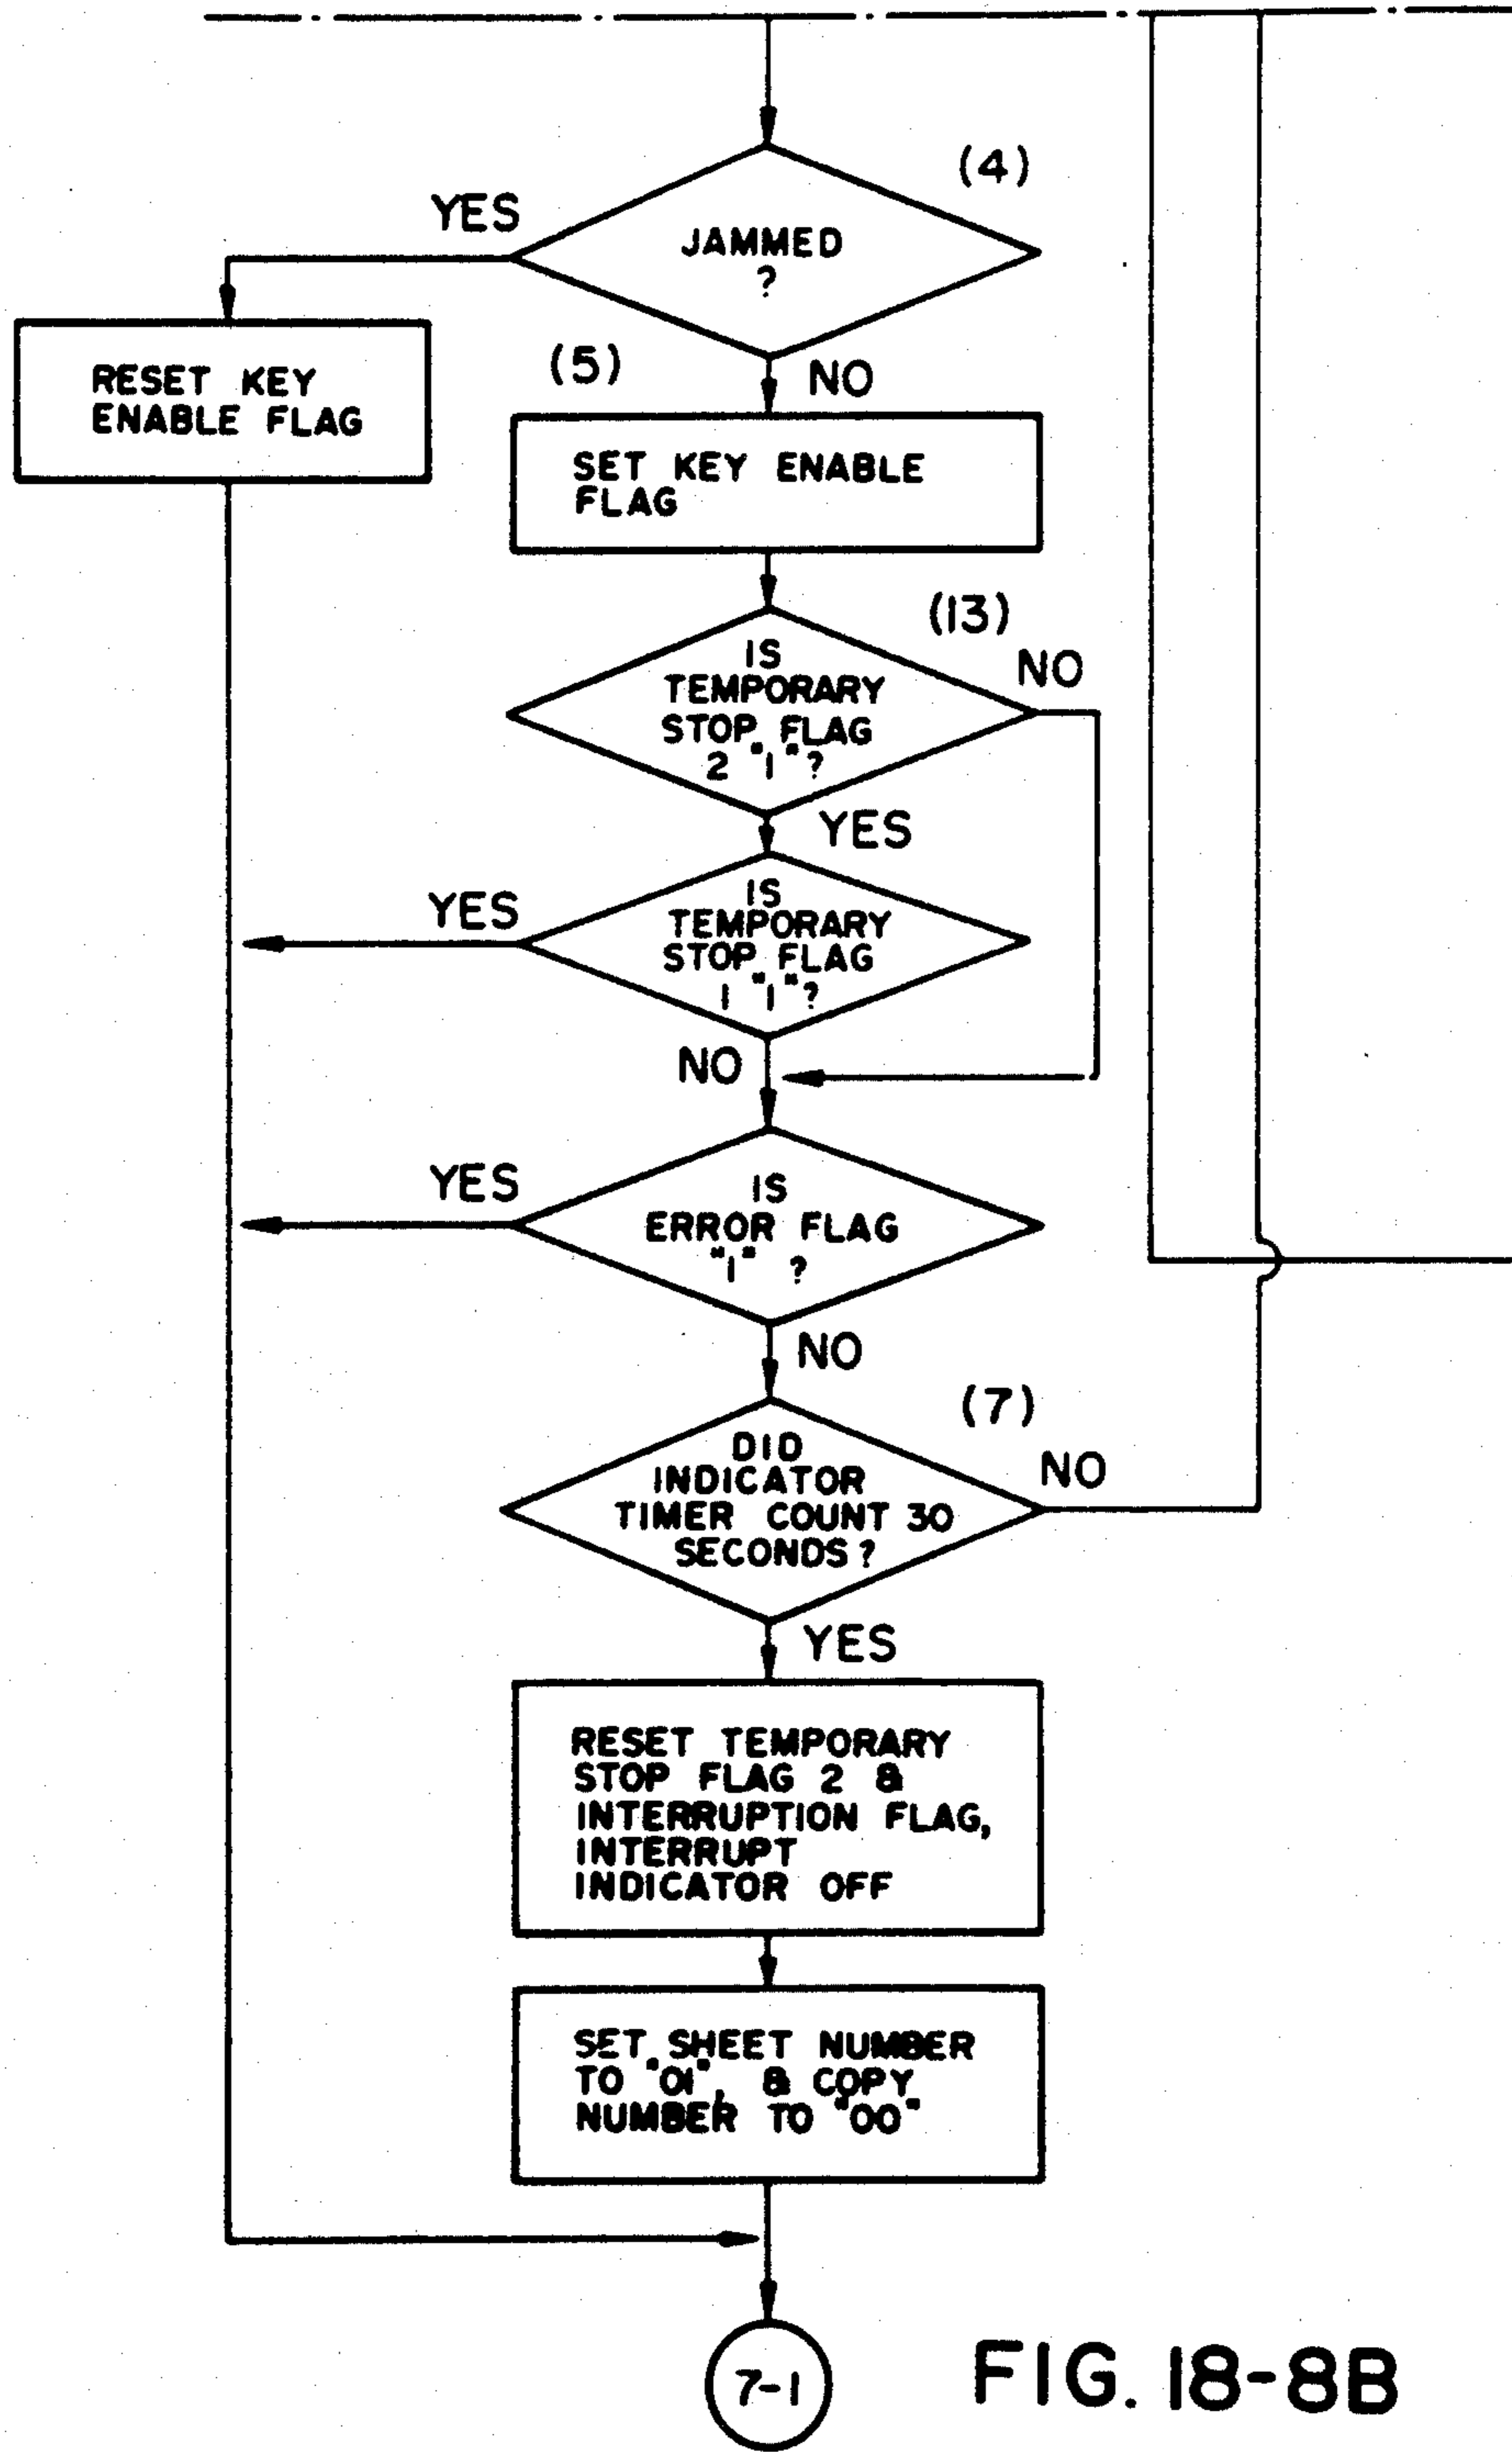 (4)
YES
JAMMED
?
(5)
NO
RESET KEY
ENABLE FLAG
SET KEY ENABLE
FLAG
(13)
IS
TEMPORARY
STOP FLAG
2 "1" ?
NO
YES
IS
TEMPORARY
STOP FLAG
1 "1" ?
YES
NO
IS
ERROR FLAG
"1" ?
YES
NO
(7)
DID
INDICATOR
TIMER COUNT 30
SECONDS ?
NO
YES
RESET TEMPORARY
STOP FLAG 2 &
INTERRUPTION FLAG,
INTERRUPT
INDICATOR OFF
SET SHEET NUMBER
TO "01", & COPY
NUMBER TO "00"
7-1
FIG. 18-8B